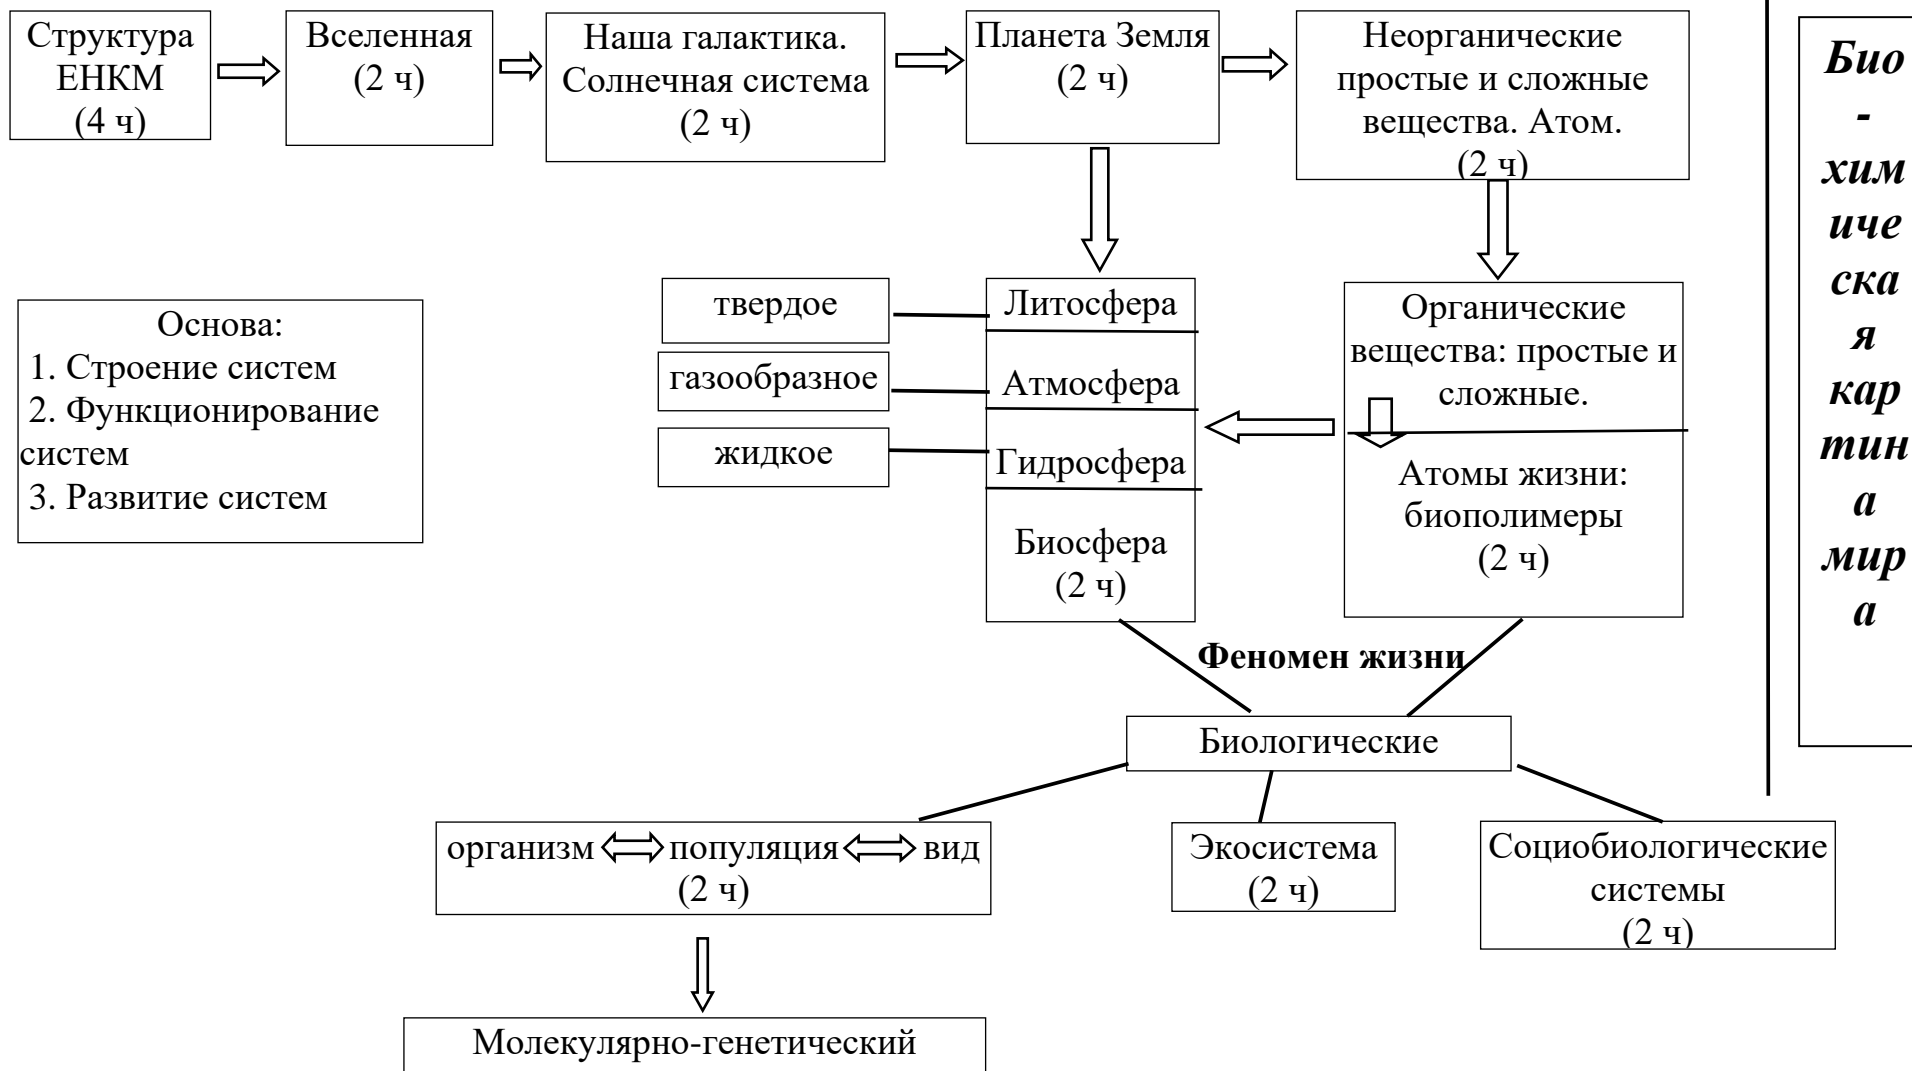 Структура
ЕНКМ
(4 ч)
Вселенная
(2 ч)
Наша галактика.
Солнечная система
(2 ч)
Планета Земля
(2 ч)
Неорганические
простые и сложные
вещества. Атом.
(2 ч)
Био
-
хим
иче
ска
я
кар
тин
а
мир
а
Основа:
1. Строение систем
2. Функционирование
систем
3. Развитие систем
твердое
газообразное
жидкое
Литосфера
Атмосфера
Гидросфера
Биосфера
(2 ч)
Органические
вещества: простые и
сложные.
Атомы жизни:
биополимеры
(2 ч)
Феномен жизни
Биологические
организм популяция вид
(2 ч)
Экосистема
(2 ч)
Социобиологические
системы
(2 ч)
Молекулярно-генетический